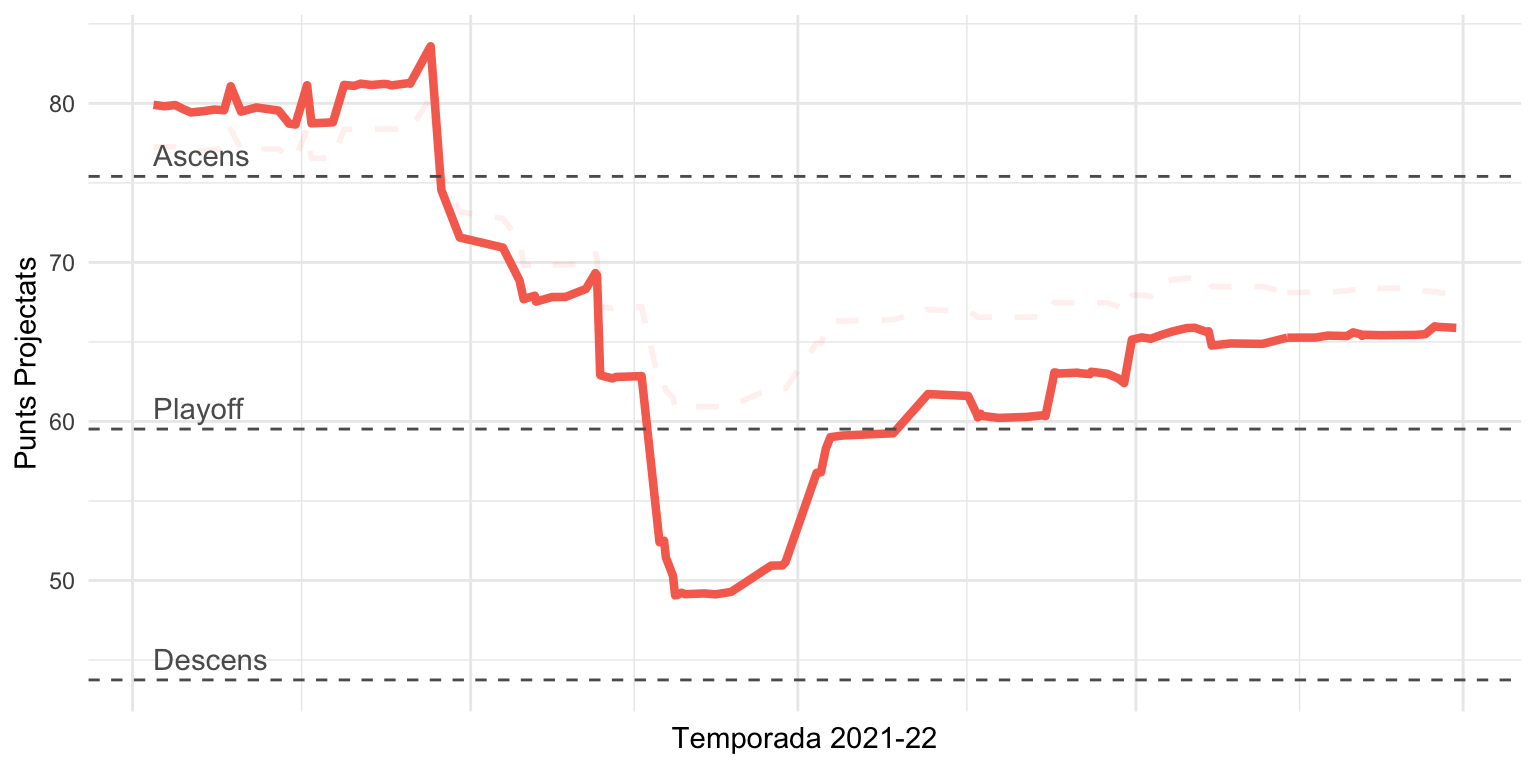 Punts Projectats
80
70
60
50
Ascens
Playoff
Descens
Temporada 2021-22